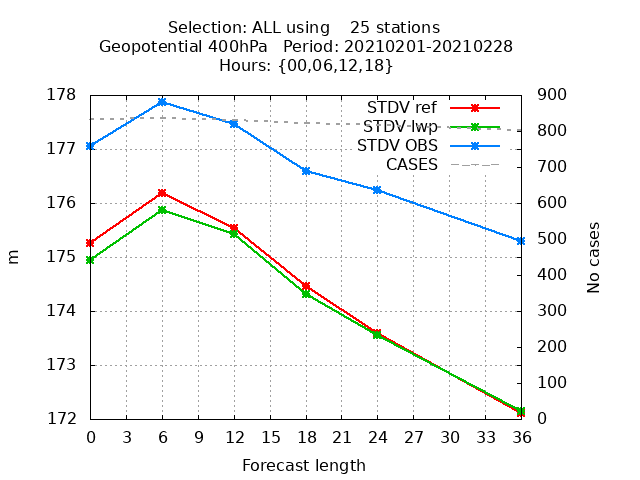 Selection: ALL using    25 stations
Geopotential 400hPa   Period: 20210201-20210228
Hours: {00,06,12,18}
STDV ref
STDV lwp
STDV OBS
CASES
178
177
176
175
174
173
172
m
900
800
700
600
500
400
300
200
100
0
No cases
0 3 6 9 12 15 18 21 24 27 30 33 36
Forecast length